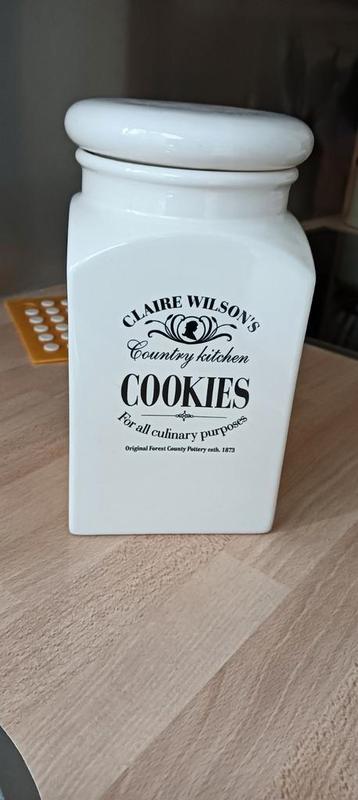 CLAIRE WILSON'S
Country kitchen
COOKIES
For all culinary purposes
Original Forest County Pottery estb. 1873